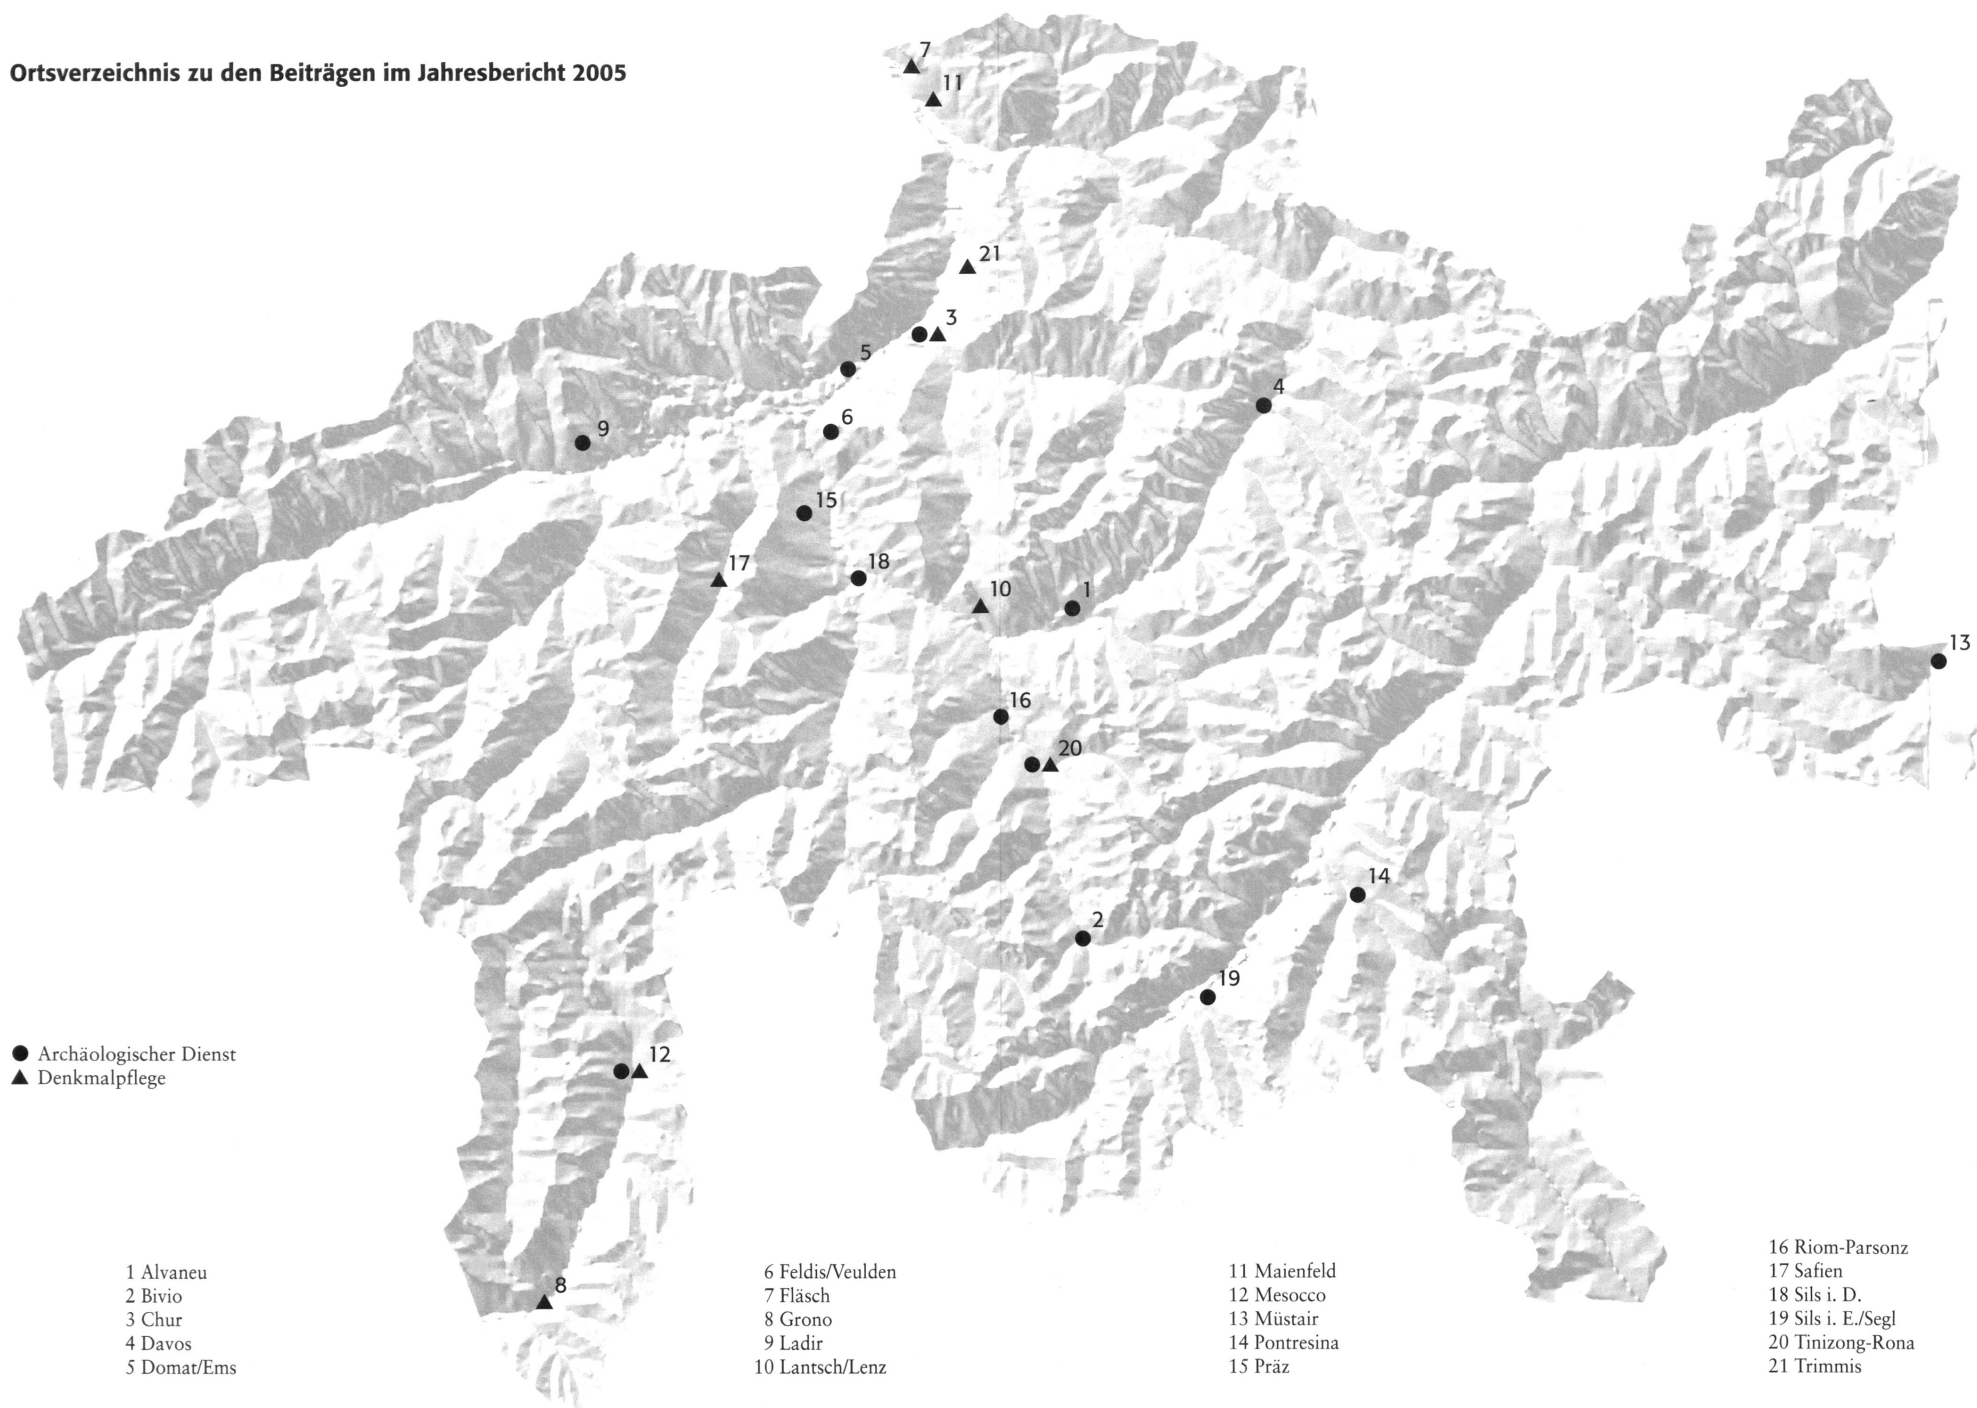 Ortsverzeichnis zu den Beiträgen im Jahresbericht 2005
7
11
21
3
5
4
6
9
15
17
18
10
1
13
16
20
14
2
19
12
8
● Archäologischer Dienst
▲ Denkmalpflege
1 Alvaneu
2 Bivio
3 Chur
4 Davos
5 Domat/Ems
6 Feldis/Veulden
7 Fläsch
8 Grono
9 Ladir
10 Lantsch/Lenz
11 Maienfeld
12 Mesocco
13 Müstair
14 Pontresina
15 Präz
16 Riom-Parsonz
17 Safien
18 Sils i. D.
19 Sils i. E./Segl
20 Tinizong-Rona
21 Trimmis